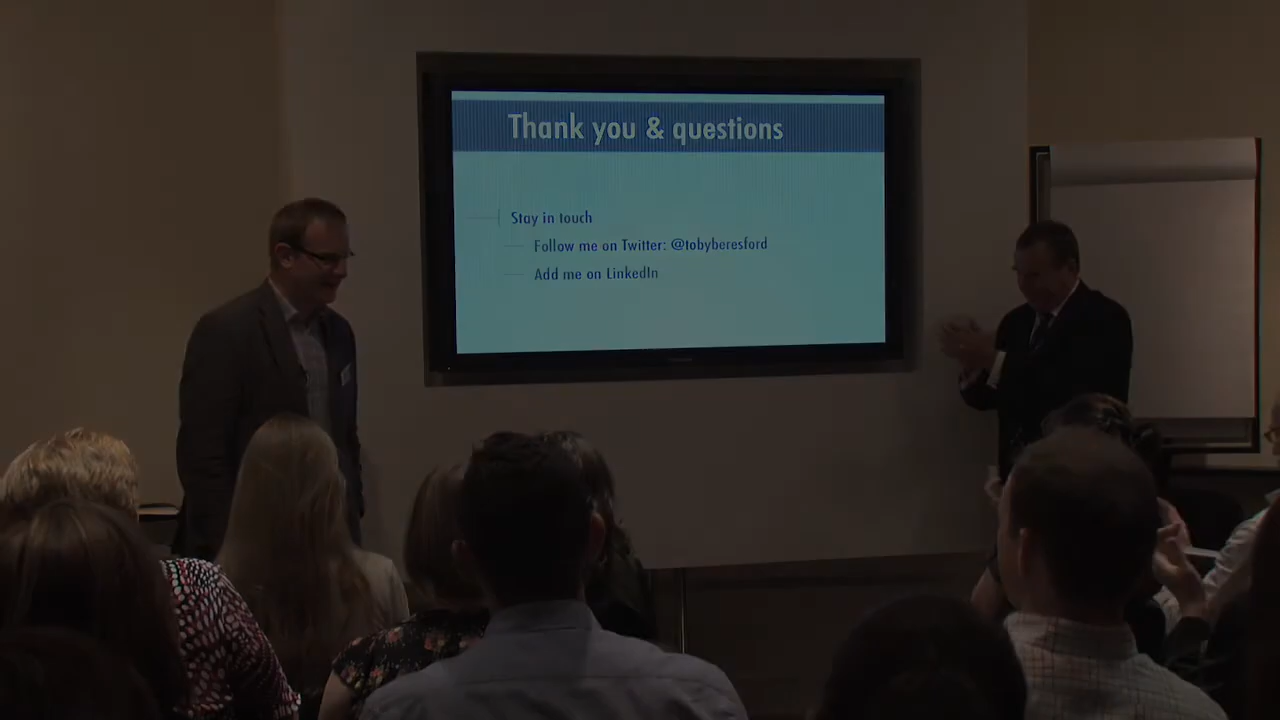 Thank you & questions
Stay in touch
Follow me on Twitter: @tobyberesford
Add me on LinkedIn